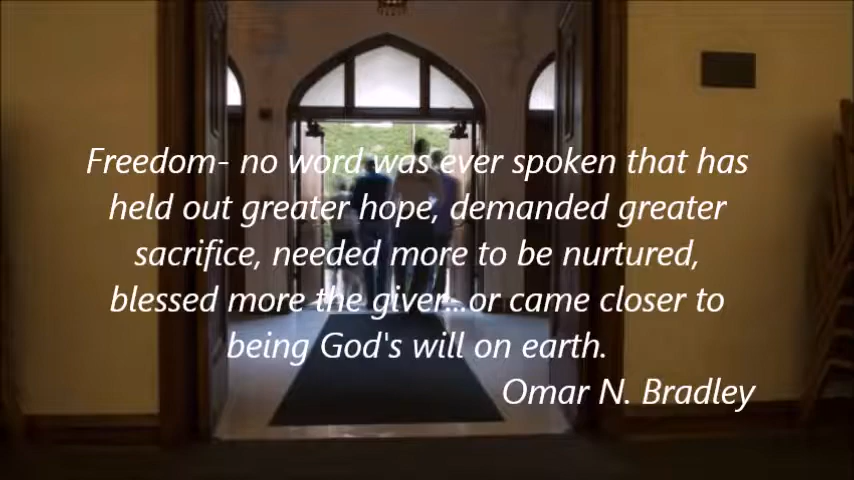 Freedom- no word was ever spoken that has
held out greater hope, demanded greater
sacrifice, needed more to be nurtured,
blessed more the giver...or came closer to
being God's will on earth.
Omar N. Bradley